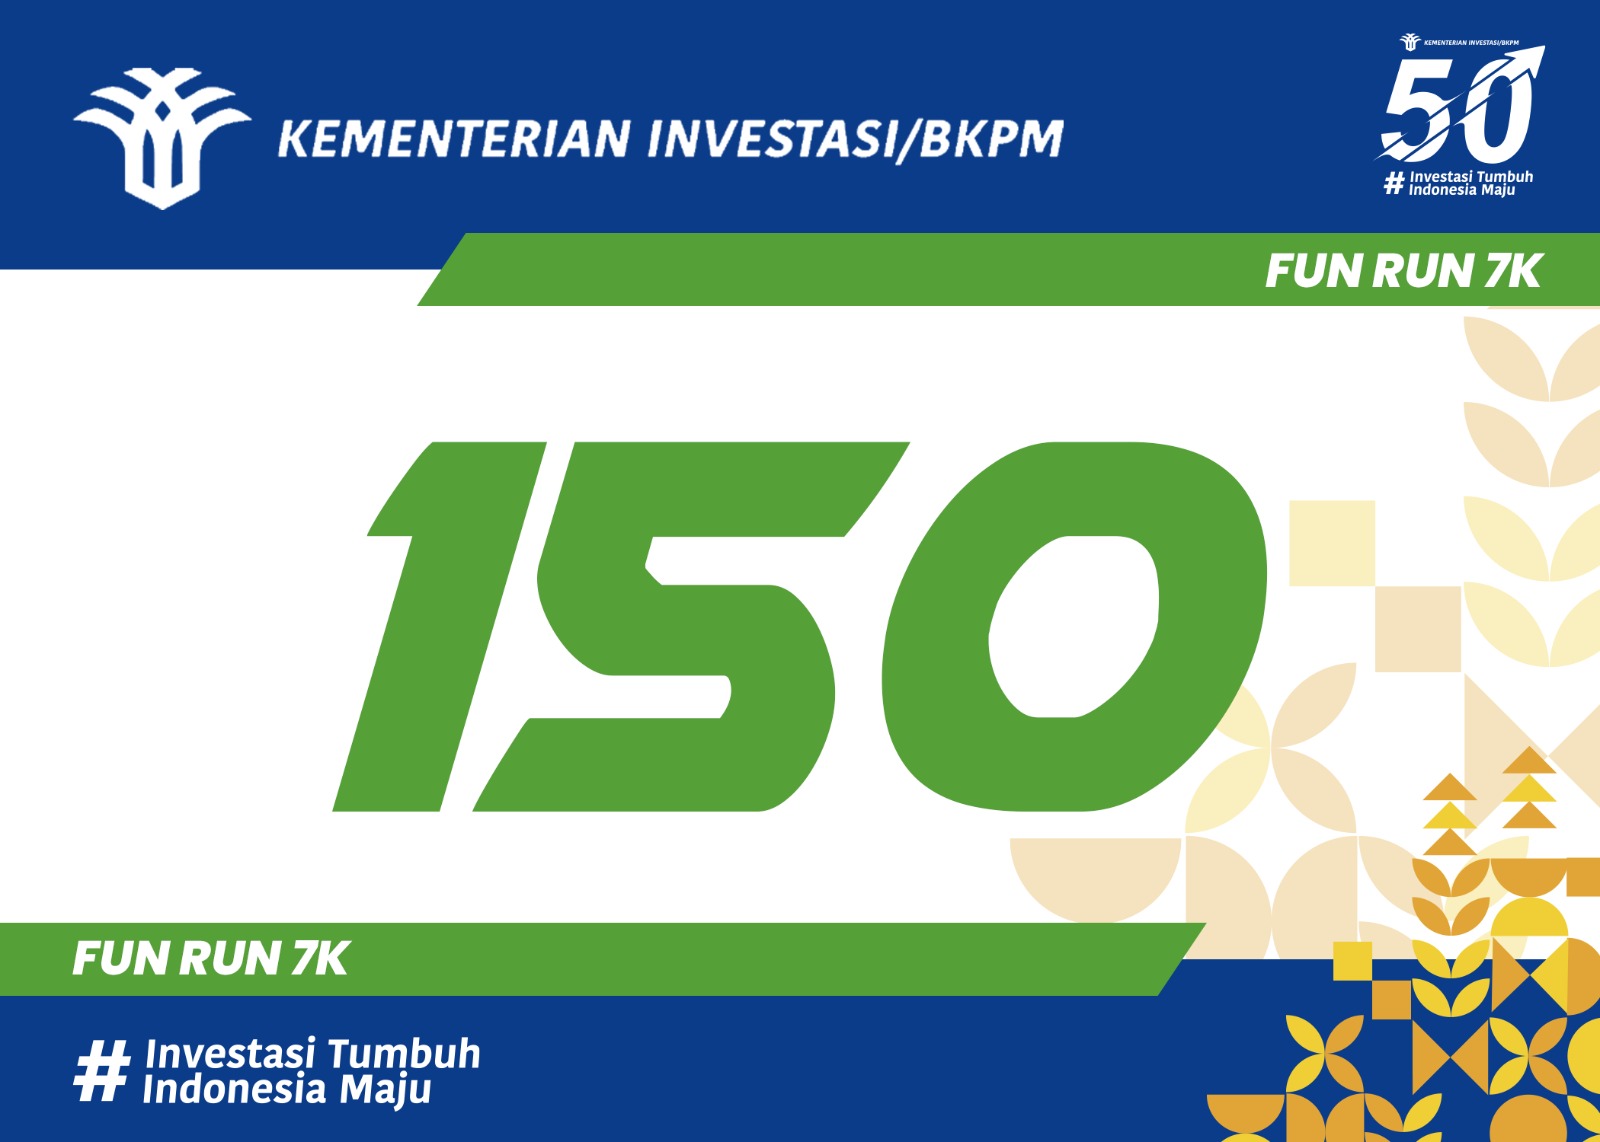 KEMENTERIAN INVESTASI/BKPM
KEMENTERIAN INVESTASI/BKPM
50
# Investasi Tumbuh
Indonesia Maju
FUN RUN 7K
150
FUN RUN 7K
# Investasi Tumbuh
Indonesia Maju